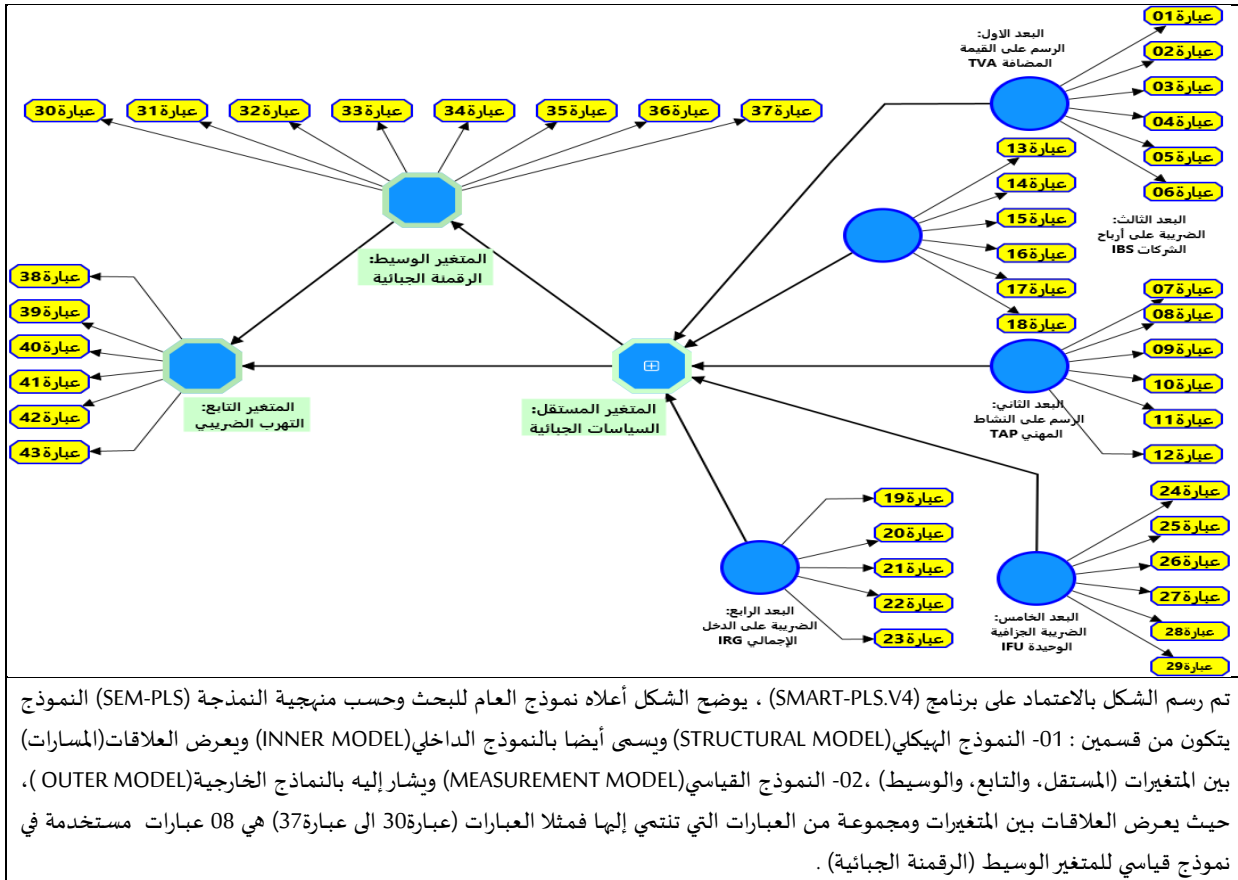 البعد الاول:
الرسم على القيمة
المضافة TVA
عبارة01
عبارة02
عبارة03
عبارة04
عبارة05
عبارة06
عبارة30
عبارة31
عبارة32
عبارة33
عبارة34
عبارة35
عبارة36
عبارة37
عبارة13
عبارة14
عبارة15
عبارة16
عبارة17
عبارة18
البعد الثالث:
الضريبة على أرباح
الشركات IBS
المتغير الوسيط:
الرقمنة الجبائية
عبارة38
عبارة39
عبارة40
عبارة41
عبارة42
عبارة43
المتغير التابع:
التهرب الضريبي
المتغير المستقل:
السياسات الجبائية
البعد الثاني:
الرسم على النشاط
المهني TAP
عبارة07
عبارة08
عبارة09
عبارة10
عبارة11
عبارة12
عبارة19
عبارة20
عبارة21
عبارة22
عبارة23
البعد الرابع:
الضريبة على الدخل
الإجمالي IRG
عبارة24
عبارة25
عبارة26
عبارة27
عبارة28
عبارة29
البعد الخامس:
الضريبة الجزافية
الوحيدة IFU
تم رسم الشكل بالاعتماد على برنامج (SMART-PLS.V4) ، يوضح الشكل أعلاه نموذج العام للبحث وحسب منهجية النمذجة (SEM-PLS) النموذج
يتكون من قسمين : 01- النموذج الهيكلي(STRUCTURAL MODEL) ويسمى أيضا بالنموذج الداخلي(INNER MODEL) ويعرض العلاقات(المسارات)
بين المتغيرات (المستقل، والتابع، والوسيط) ،02- النموذج القياسي(MEASUREMENT MODEL) ويشار إليه بالنماذج الخارجية(OUTER MODEL )،
حيث يعرض العلاقات بين المتغيرات ومجموعة من العبارات التي تنتمي إليها فمثلا العبارات (عبارة30 الى عبارة37) هي 08 عبارات مستخدمة في
نموذج قياسي للمتغير الوسيط (الرقمنة الجبائية) .